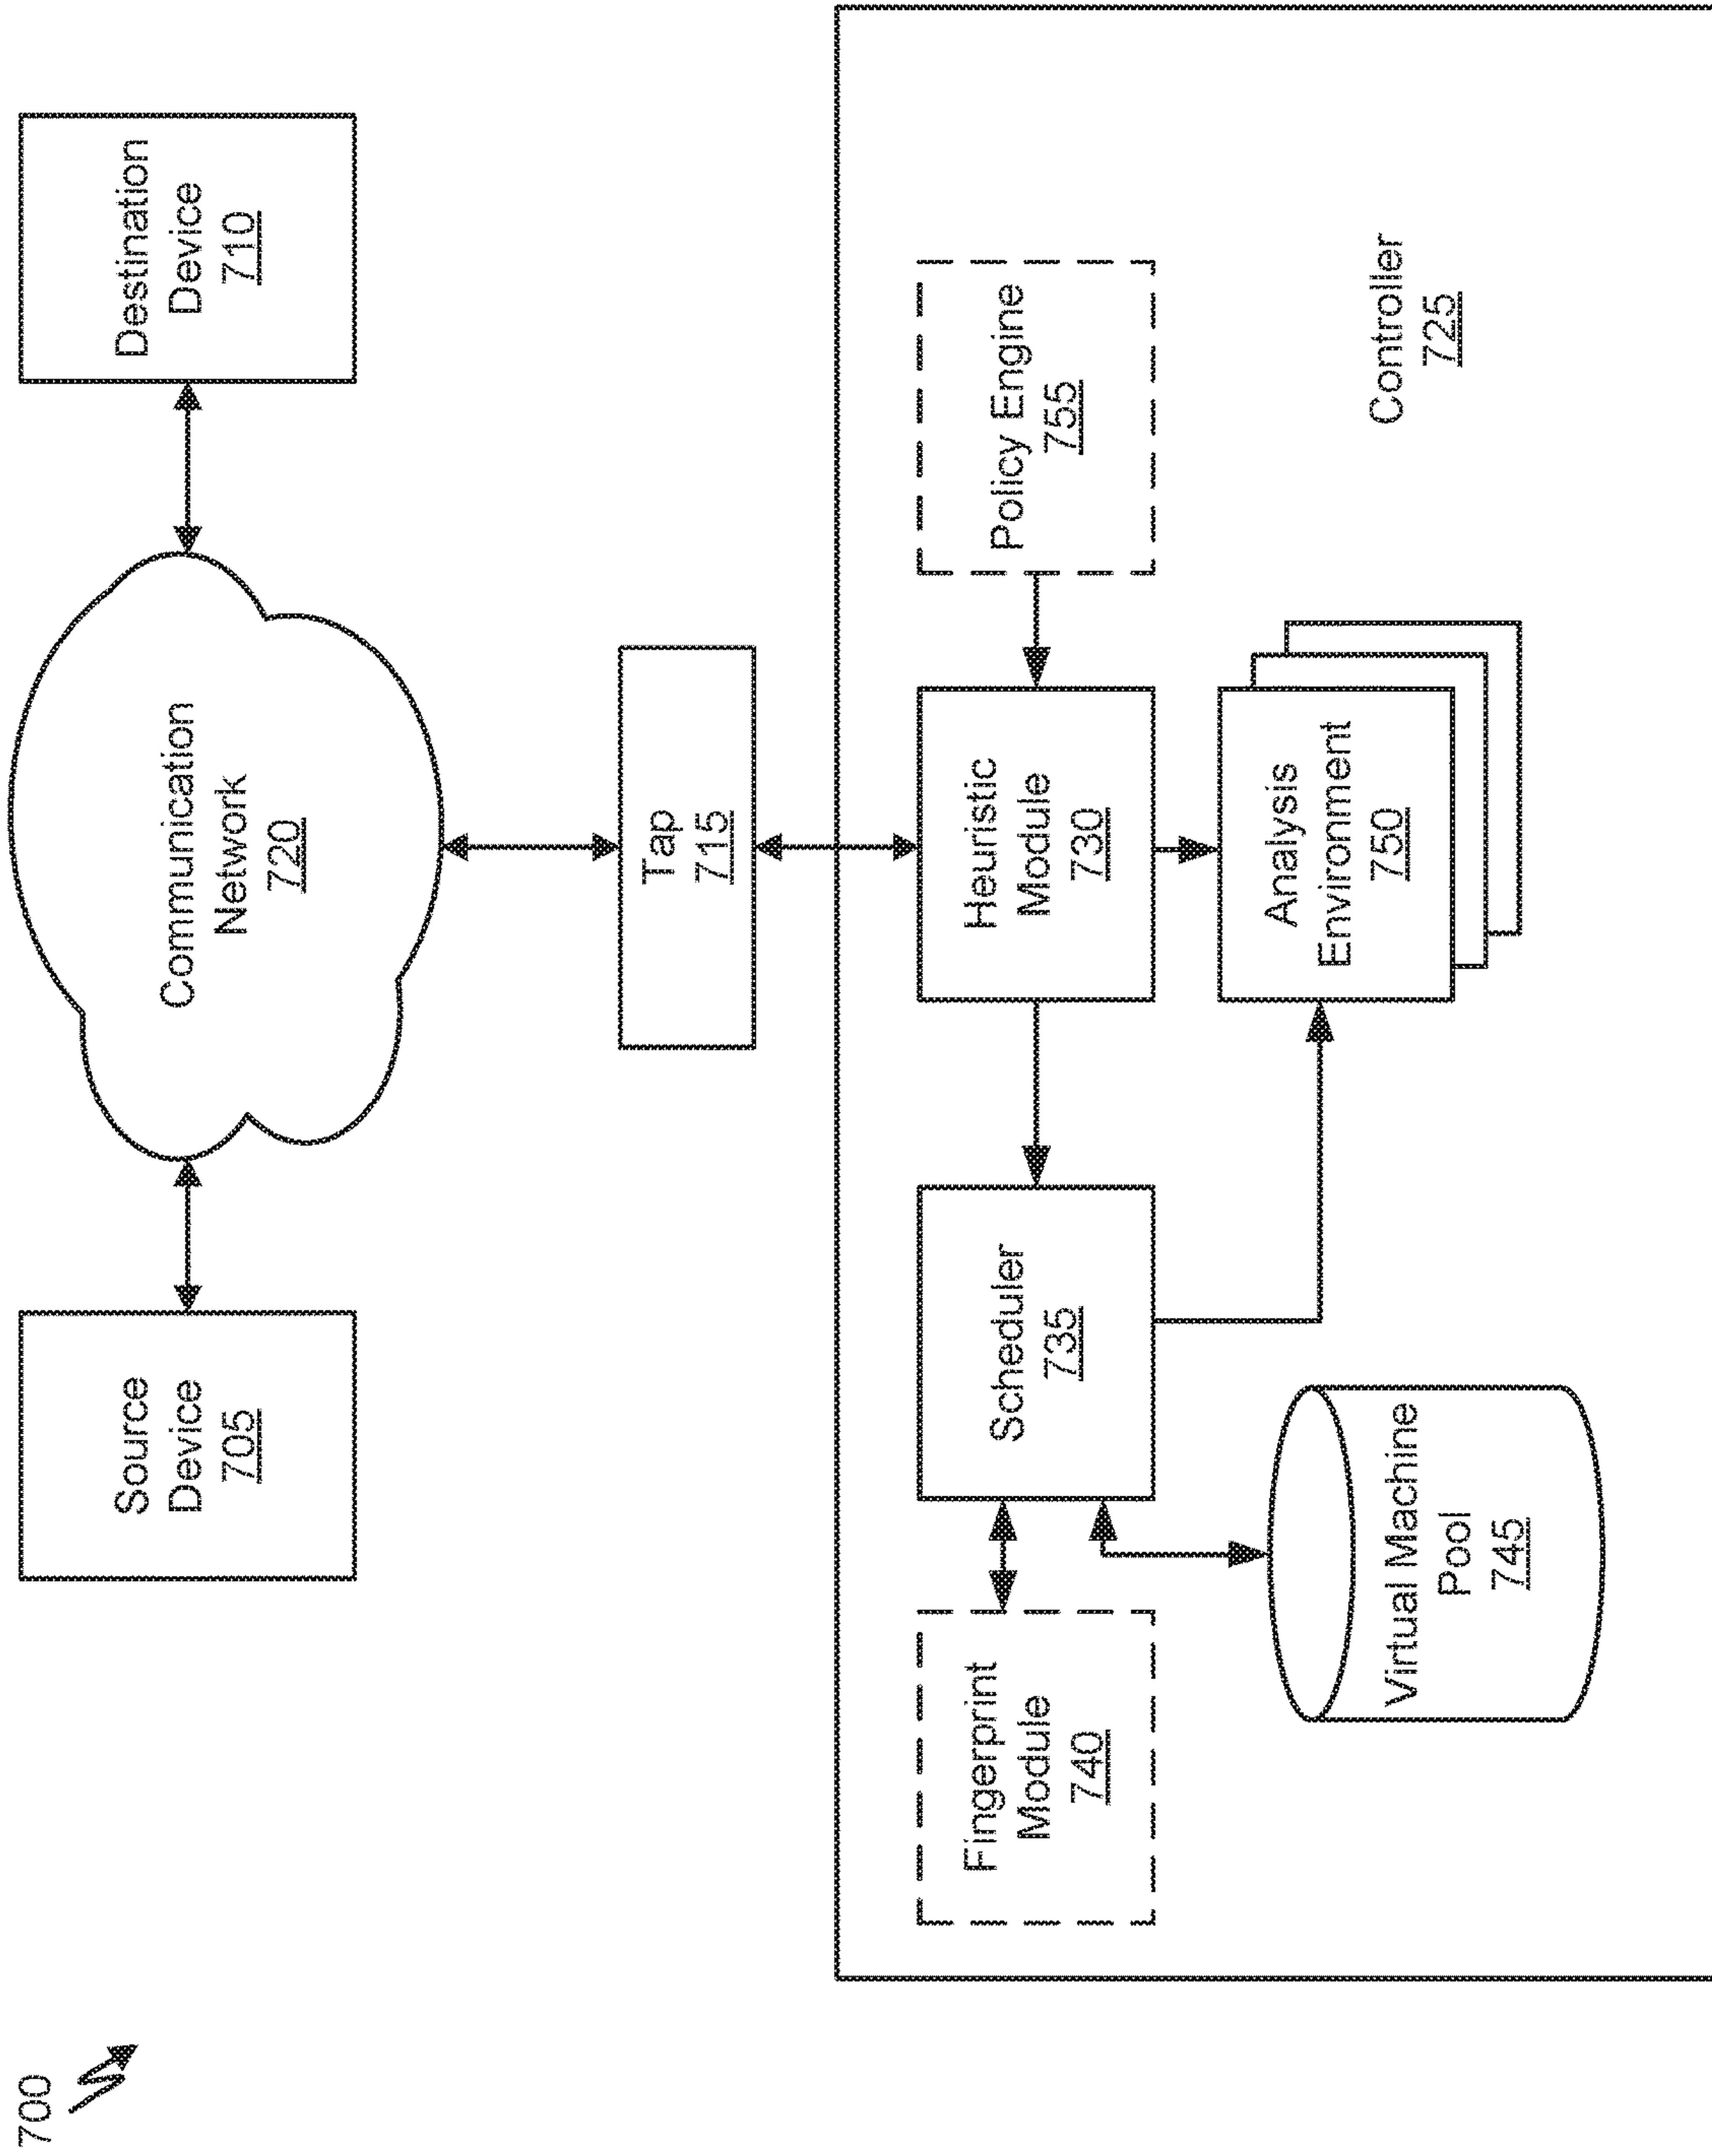 700
Source
Device
705
Communication
Network
720
Destination
Device
710
Tap
715
Fingerprint
Module
740
Scheduler
735
Heuristic
Module
730
Policy Engine
755
Virtual Machine
Pool
745
Analysis
Environment
750
Controller
725